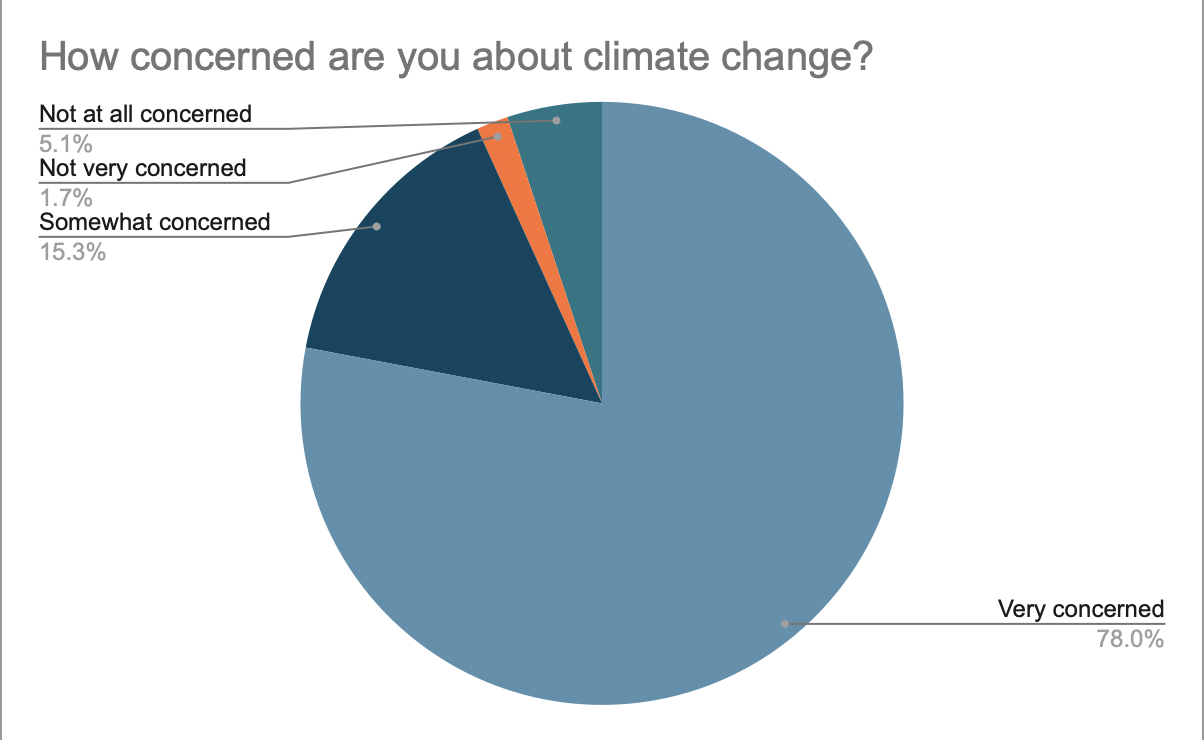 How concerned are you about climate change?
Not at all concerned
5.1%
Not very concerned
1.7%
Somewhat concerned
15.3%
Very concerned
78.0%